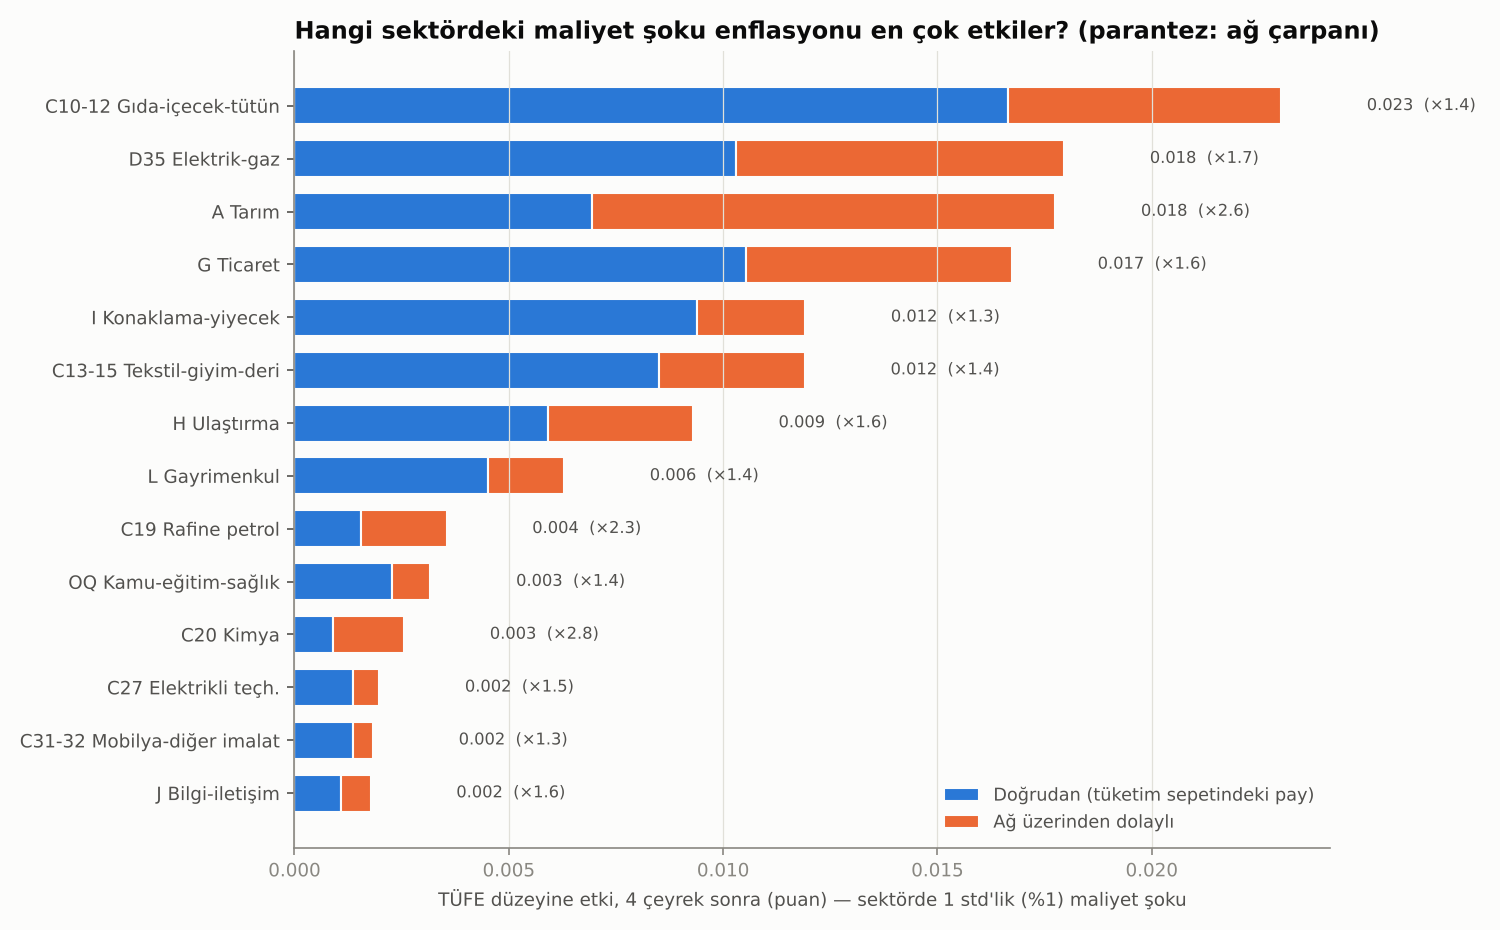 Hangi sektördeki maliyet şoku enflasyonu en çok etkiler? (parantez: ağ çarpanı)
C10-12 Gıda-içecek-tütün 0.023 (×1.4)
D35 Elektrik-gaz 0.018 (×1.7)
A Tarım 0.018 (×2.6)
G Ticaret 0.017 (×1.6)
I Konaklama-yiyecek 0.012 (×1.3)
C13-15 Tekstil-giyim-deri 0.012 (×1.4)
H Ulaştırma 0.009 (×1.6)
L Gayrimenkul 0.006 (×1.4)
C19 Rafine petrol 0.004 (×2.3)
OQ Kamu-eğitim-sağlık 0.003 (×1.4)
C20 Kimya 0.003 (×2.8)
C27 Elektrikli teçh. 0.002 (×1.5)
C31-32 Mobilya-diğer imalat 0.002 (×1.3)
J Bilgi-iletişim 0.002 (×1.6)
Doğrudan (tüketim sepetindeki pay)
Ağ üzerinden dolaylı
0.000 0.005 0.010 0.015 0.020
TÜFE düzeyine etki, 4 çeyrek sonra (puan) — sektörde 1 std'lik (%1) maliyet şoku